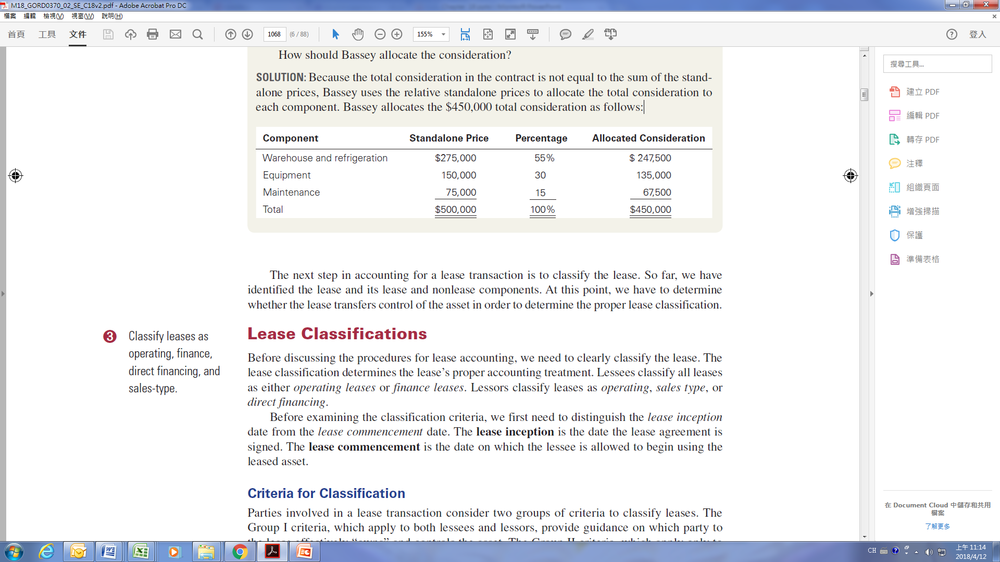 M18_GORD0370_02_SE_C18v2.pdf - Adobe Acrobat Pro DC
檔案 編輯 檢視(V) 視窗(W) 說明(H)
首頁 工具 文件 1068 (6 / 88) 155% 登入
How should Bassey allocate the consideration?
SOLUTION: Because the total consideration in the contract is not equal to the sum of the stand-
alone prices, Bassey uses the relative standalone prices to allocate the total consideration to
each component. Bassey allocates the $450,000 total consideration as follows:
Component Standalone Price Percentage Allocated Consideration
Warehouse and refrigeration $275,000 55% $ 247,500
Equipment 150,000 30 135,000
Maintenance 75,000 15 67,500
Total $500,000 100% $450,000
The next step in accounting for a lease transaction is to classify the lease. So far, we have
identified the lease and its lease and nonlease components. At this point, we have to determine
whether the lease transfers control of the asset in order to determine the proper lease classification.
3 Classify leases as
operating, finance,
direct financing, and
sales-type.
Lease Classifications
Before discussing the procedures for lease accounting, we need to clearly classify the lease. The
lease classification determines the lease's proper accounting treatment. Lessees classify all leases
as either operating leases or finance leases. Lessors classify leases as operating, sales type, or
direct financing.
Before examining the classification criteria, we first need to distinguish the lease inception
date from the lease commencement date. The lease inception is the date the lease agreement is
signed. The lease commencement is the date on which the lessee is allowed to begin using the
leased asset.
Criteria for Classification
Parties involved in a lease transaction consider two groups of criteria to classify leases. The
Group I criteria, which apply to both lessees and lessors, provide guidance on which party to
the lease effectively "owns" and controls the asset. The Group II criteria, which apply only to
搜尋工具...
建立 PDF
編輯 PDF
轉存 PDF
注釋
組織頁面
增強掃描
保護
準備表格
在 Document Cloud 中儲存和共用
檔案
了解更多
CH
上午 11:14
2018/4/12